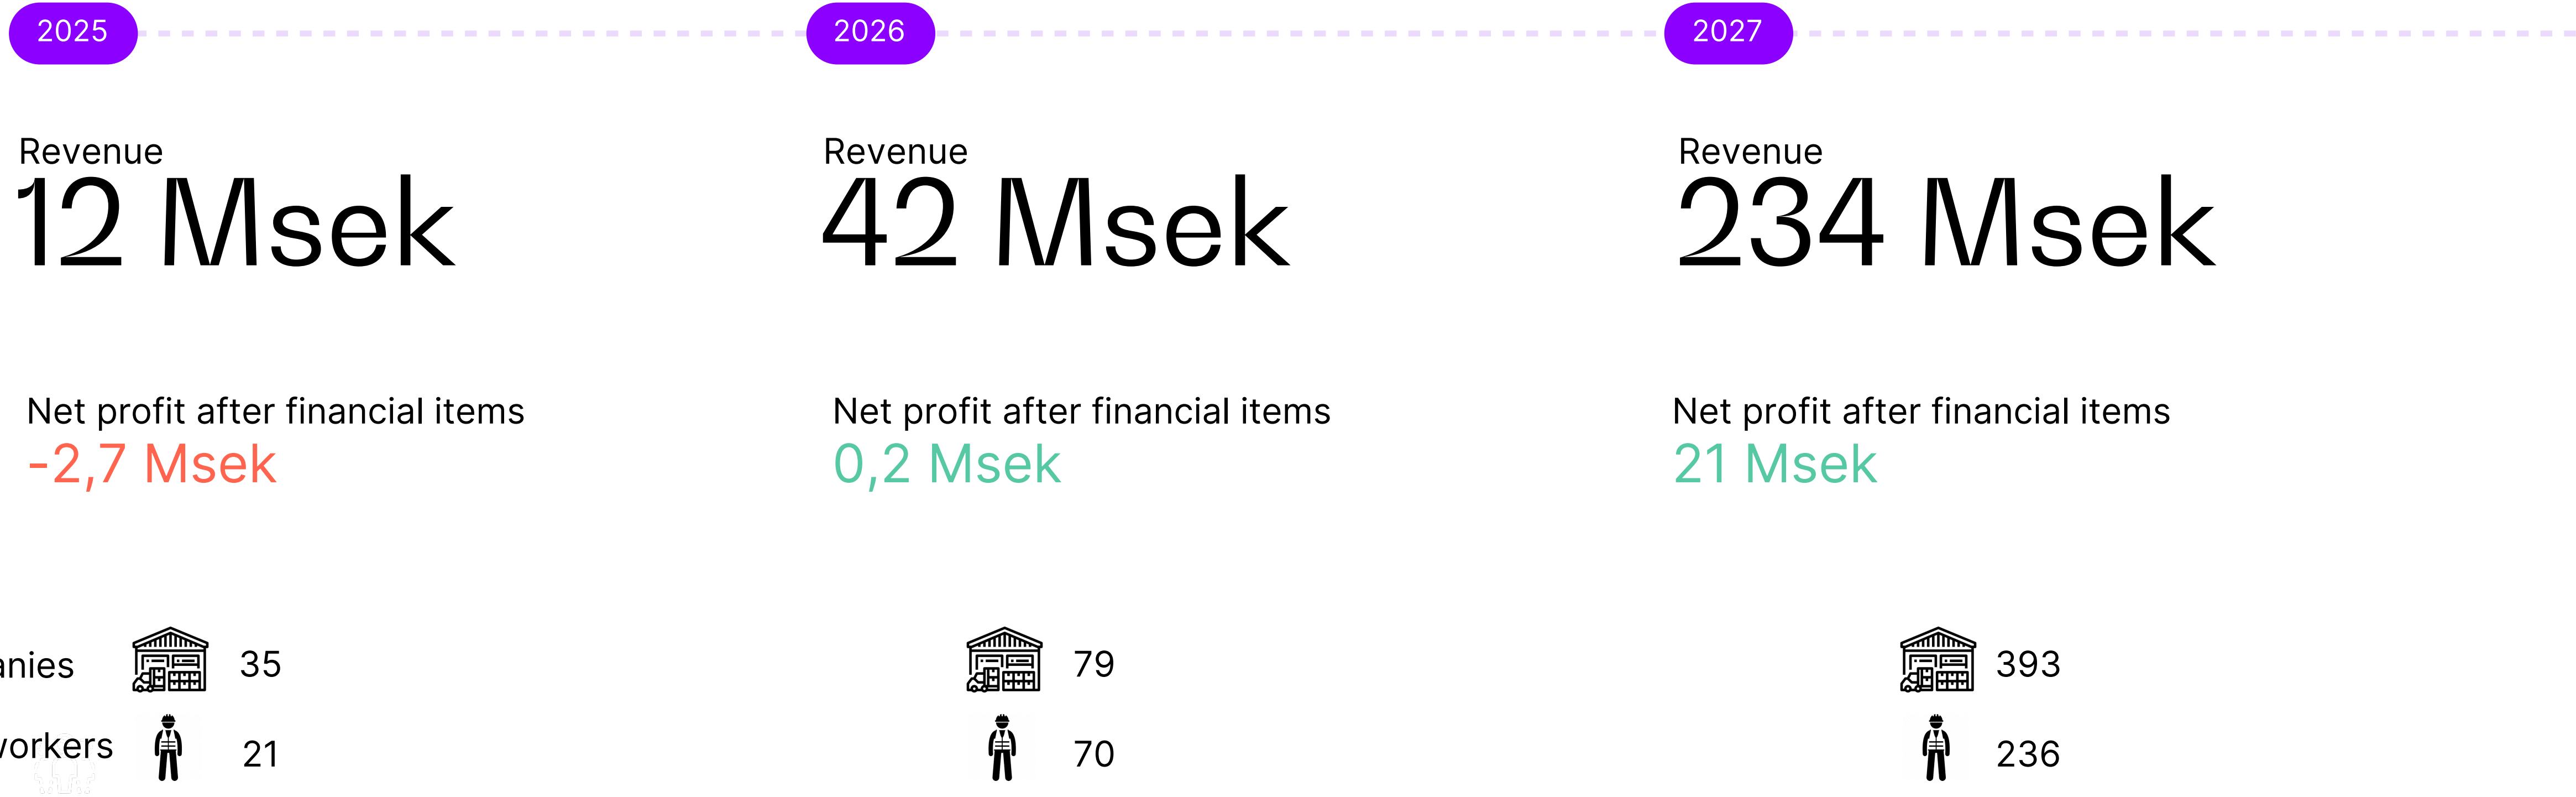 2025
2026
2027
Revenue
12 Msek
Revenue
42 Msek
Revenue
234 Msek
Net profit after financial items
-2,7 Msek
Net profit after financial items
0,2 Msek
Net profit after financial items
21 Msek
anies 35
79
393
workers 21
70
236